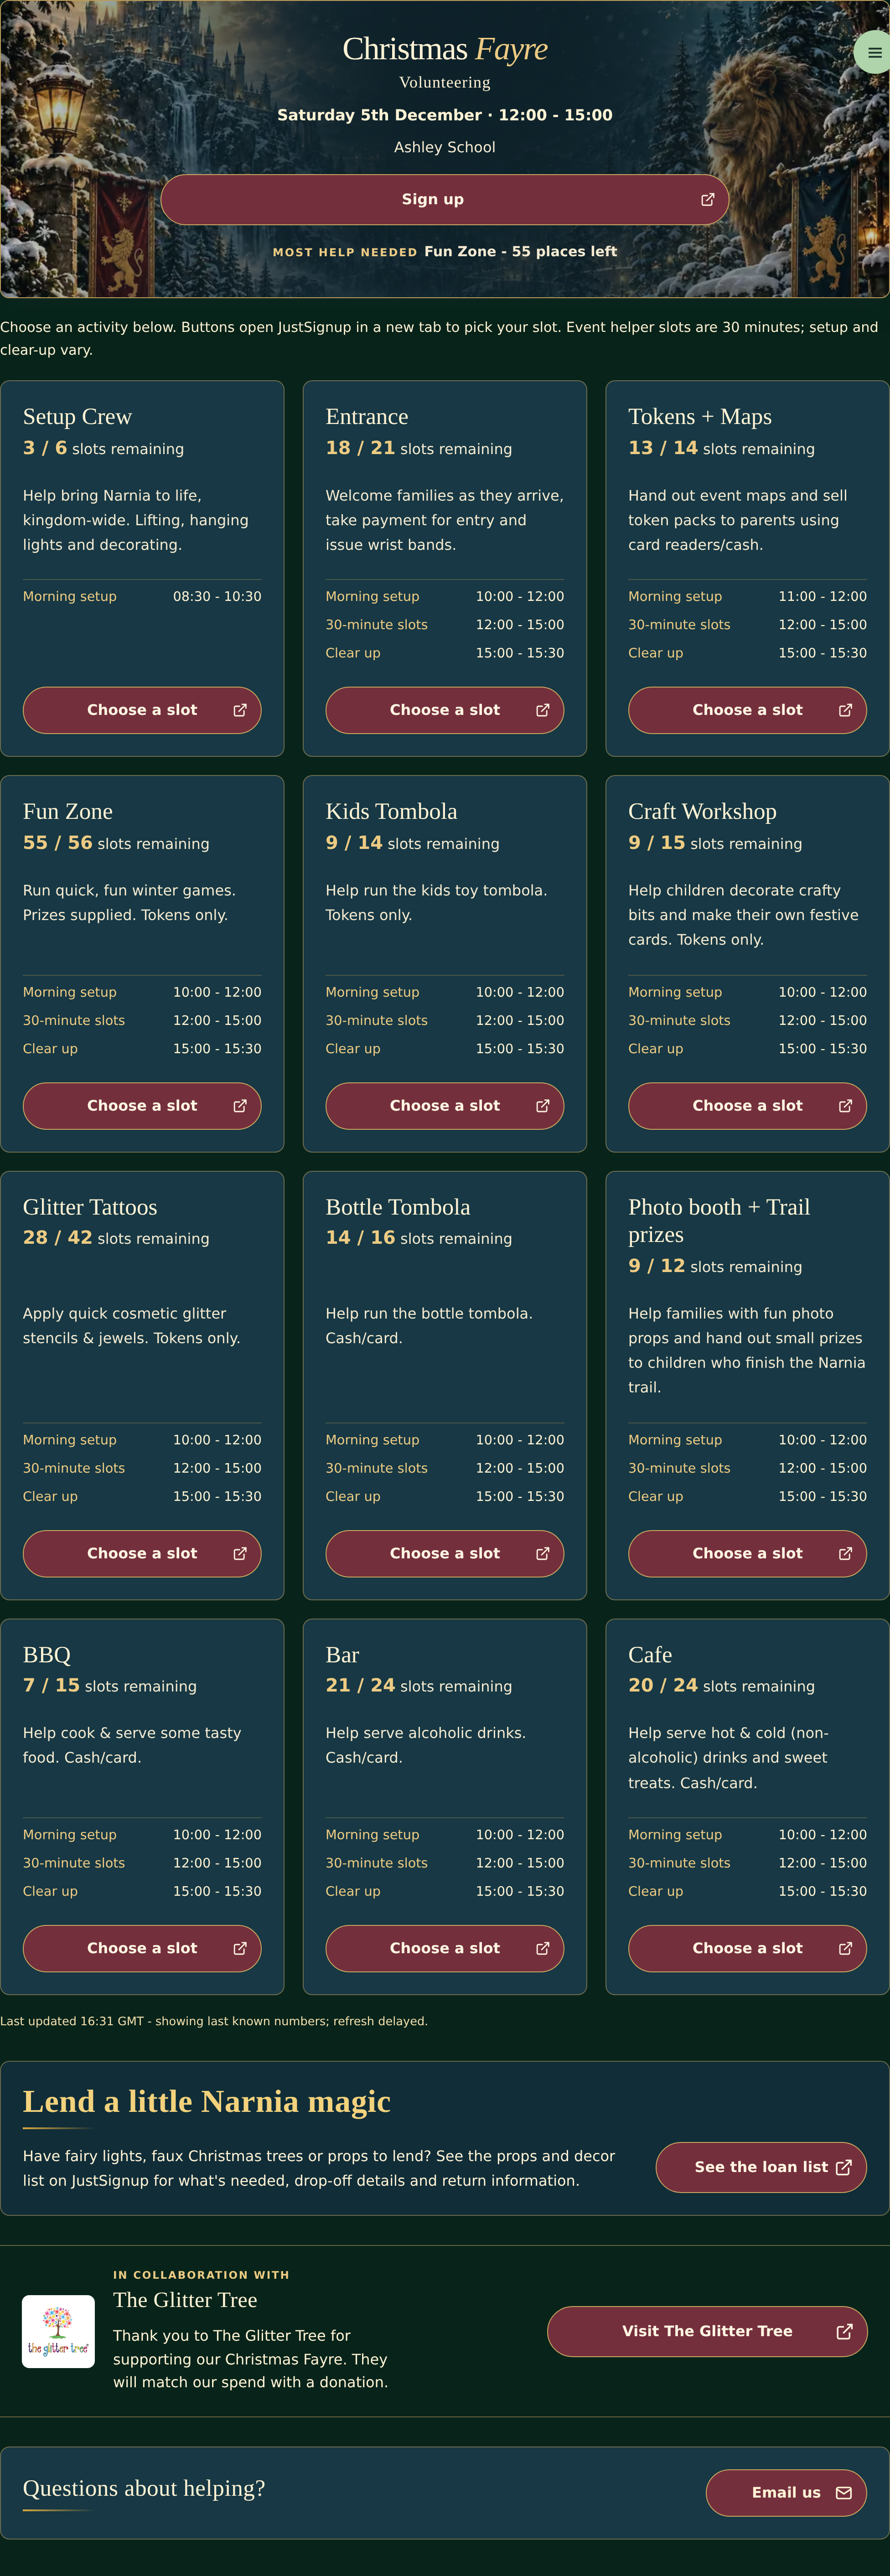 Christmas Fayre
Volunteering
Saturday 5th December · 12:00 - 15:00
Ashley School
Sign up
MOST HELP NEEDED Fun Zone - 55 places left
Choose an activity below. Buttons open JustSignup in a new tab to pick your slot. Event helper slots are 30 minutes; setup and
clear-up vary.
Setup Crew
3 / 6 slots remaining
Help bring Narnia to life,
kingdom-wide. Lifting, hanging
lights and decorating.
Morning setup 08:30 - 10:30
Choose a slot
Entrance
18 / 21 slots remaining
Welcome families as they arrive,
take payment for entry and
issue wrist bands.
Morning setup 10:00 - 12:00
30-minute slots 12:00 - 15:00
Clear up 15:00 - 15:30
Choose a slot
Tokens + Maps
13 / 14 slots remaining
Hand out event maps and sell
token packs to parents using
card readers/cash.
Morning setup 11:00 - 12:00
30-minute slots 12:00 - 15:00
Clear up 15:00 - 15:30
Choose a slot
Fun Zone
55 / 56 slots remaining
Run quick, fun winter games.
Prizes supplied. Tokens only.
Morning setup 10:00 - 12:00
30-minute slots 12:00 - 15:00
Clear up 15:00 - 15:30
Choose a slot
Kids Tombola
9 / 14 slots remaining
Help run the kids toy tombola.
Tokens only.
Morning setup 10:00 - 12:00
30-minute slots 12:00 - 15:00
Clear up 15:00 - 15:30
Choose a slot
Craft Workshop
9 / 15 slots remaining
Help children decorate crafty
bits and make their own festive
cards. Tokens only.
Morning setup 10:00 - 12:00
30-minute slots 12:00 - 15:00
Clear up 15:00 - 15:30
Choose a slot
Glitter Tattoos
28 / 42 slots remaining
Apply quick cosmetic glitter
stencils & jewels. Tokens only.
Morning setup 10:00 - 12:00
30-minute slots 12:00 - 15:00
Clear up 15:00 - 15:30
Choose a slot
Bottle Tombola
14 / 16 slots remaining
Help run the bottle tombola.
Cash/card.
Morning setup 10:00 - 12:00
30-minute slots 12:00 - 15:00
Clear up 15:00 - 15:30
Choose a slot
Photo booth + Trail
prizes
9 / 12 slots remaining
Help families with fun photo
props and hand out small prizes
to children who finish the Narnia
trail.
Morning setup 10:00 - 12:00
30-minute slots 12:00 - 15:00
Clear up 15:00 - 15:30
Choose a slot
BBQ
7 / 15 slots remaining
Help cook & serve some tasty
food. Cash/card.
Morning setup 10:00 - 12:00
30-minute slots 12:00 - 15:00
Clear up 15:00 - 15:30
Choose a slot
Bar
21 / 24 slots remaining
Help serve alcoholic drinks.
Cash/card.
Morning setup 10:00 - 12:00
30-minute slots 12:00 - 15:00
Clear up 15:00 - 15:30
Choose a slot
Cafe
20 / 24 slots remaining
Help serve hot & cold (non-
alcoholic) drinks and sweet
treats. Cash/card.
Morning setup 10:00 - 12:00
30-minute slots 12:00 - 15:00
Clear up 15:00 - 15:30
Choose a slot
Last updated 16:31 GMT - showing last known numbers; refresh delayed.
Lend a little Narnia magic
Have fairy lights, faux Christmas trees or props to lend? See the props and decor
list on JustSignup for what's needed, drop-off details and return information.
See the loan list
the glitter tree
IN COLLABORATION WITH
The Glitter Tree
Thank you to The Glitter Tree for
supporting our Christmas Fayre. They
will match our spend with a donation.
Visit The Glitter Tree
Questions about helping?
Email us